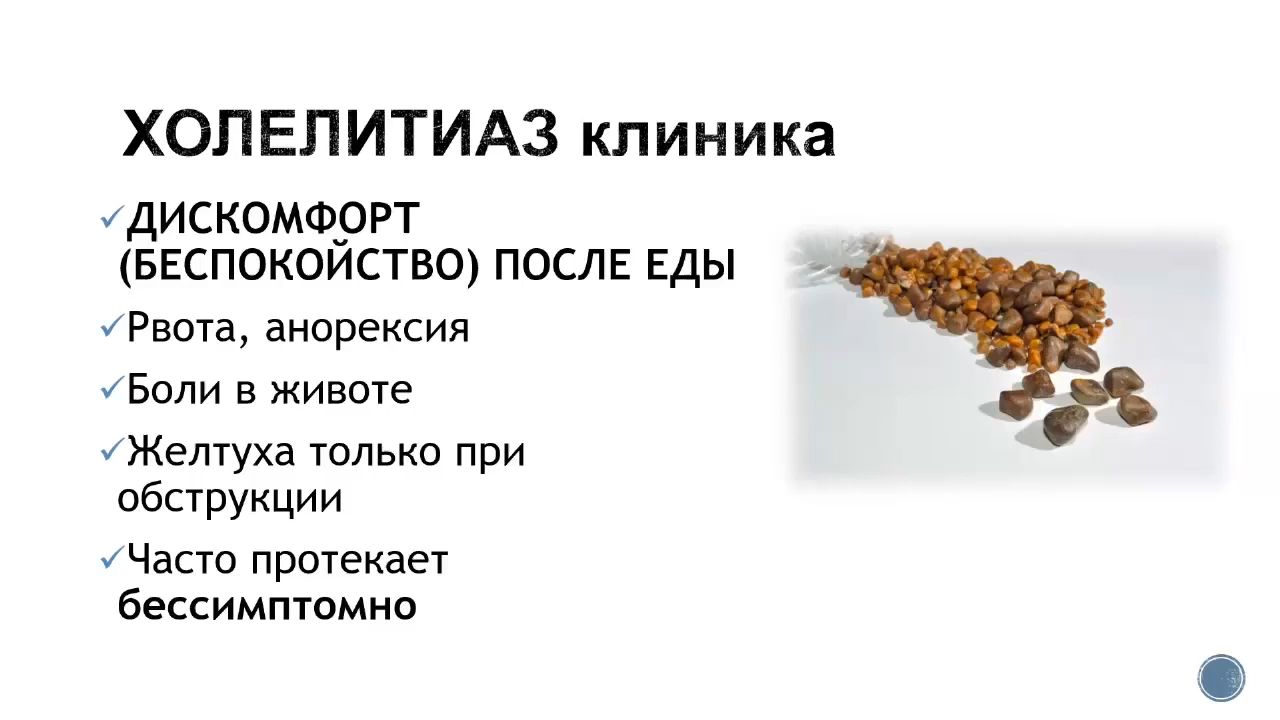 ХОЛЕЛИТИАЗ клиника
ДИСКОМФОРТ
(БЕСПОКОЙСТВО) ПОСЛЕ ЕДЫ
Рвота, анорексия
Боли в животе
Желтуха только при
обструкции
Часто протекает
бессимптомно